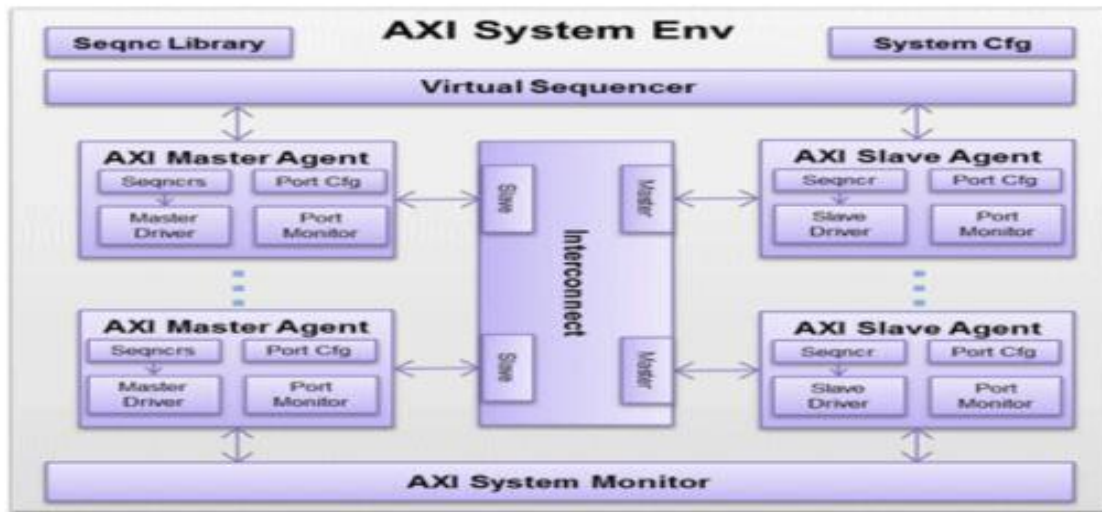 AXI System Env
Seqnc Library
System Cfg
Virtual Sequencer
AXI Master Agent
Seqncrs
Port Cfg
Master
Driver
Port
Monitor
Slave
Interconnect
Master
AXI Slave Agent
Seqncr
Port Cfg
Slave
Driver
Port
Monitor
AXI Master Agent
Seqncrs
Port Cfg
Master
Driver
Port
Monitor
Slave
Master
AXI Slave Agent
Seqncr
Port Cfg
Slave
Driver
Port
Monitor
AXI System Monitor